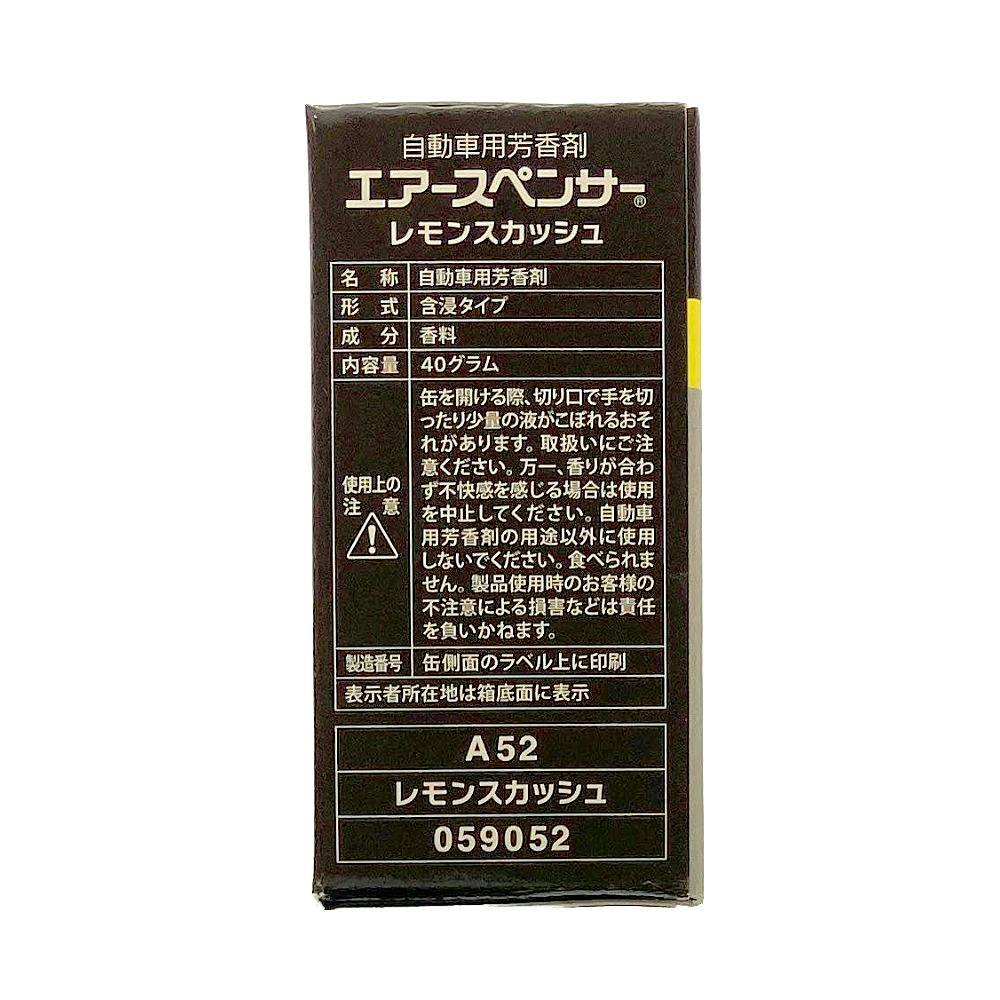 自動車用芳香剤
エアースペンサー®
レモンスカッシュ
名 称 自動車用芳香剤
形 式 含浸タイプ
成 分 香料
内容量 40グラム
使用上の
注 意
缶を開ける際、切り口で手を切
ったり少量の液がこぼれるおそ
れがあります。取扱いにご注
意ください。万一、香りが合わ
ず不快感を感じる場合は使用
を中止してください。自動車
用芳香剤の用途以外に使用
しないでください。食べられま
せん。製品使用時のお客様の
不注意による損害などは責任
を負いかねます。
製造番号 缶側面のラベル上に印刷
表示者所在地は箱底面に表示
A52
レモンスカッシュ
059052